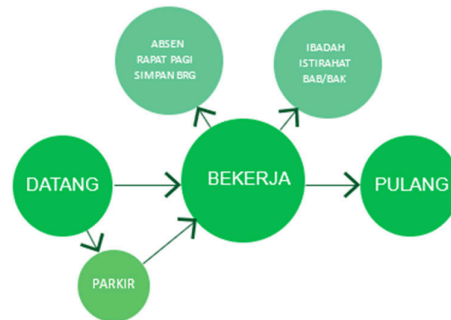 ABSEN
RAPAT PAGI
SIMPAN BRG
IBADAH
ISTIRAHAT
BAB/BAK
DATANG
BEKERJA
PULANG
PARKIR